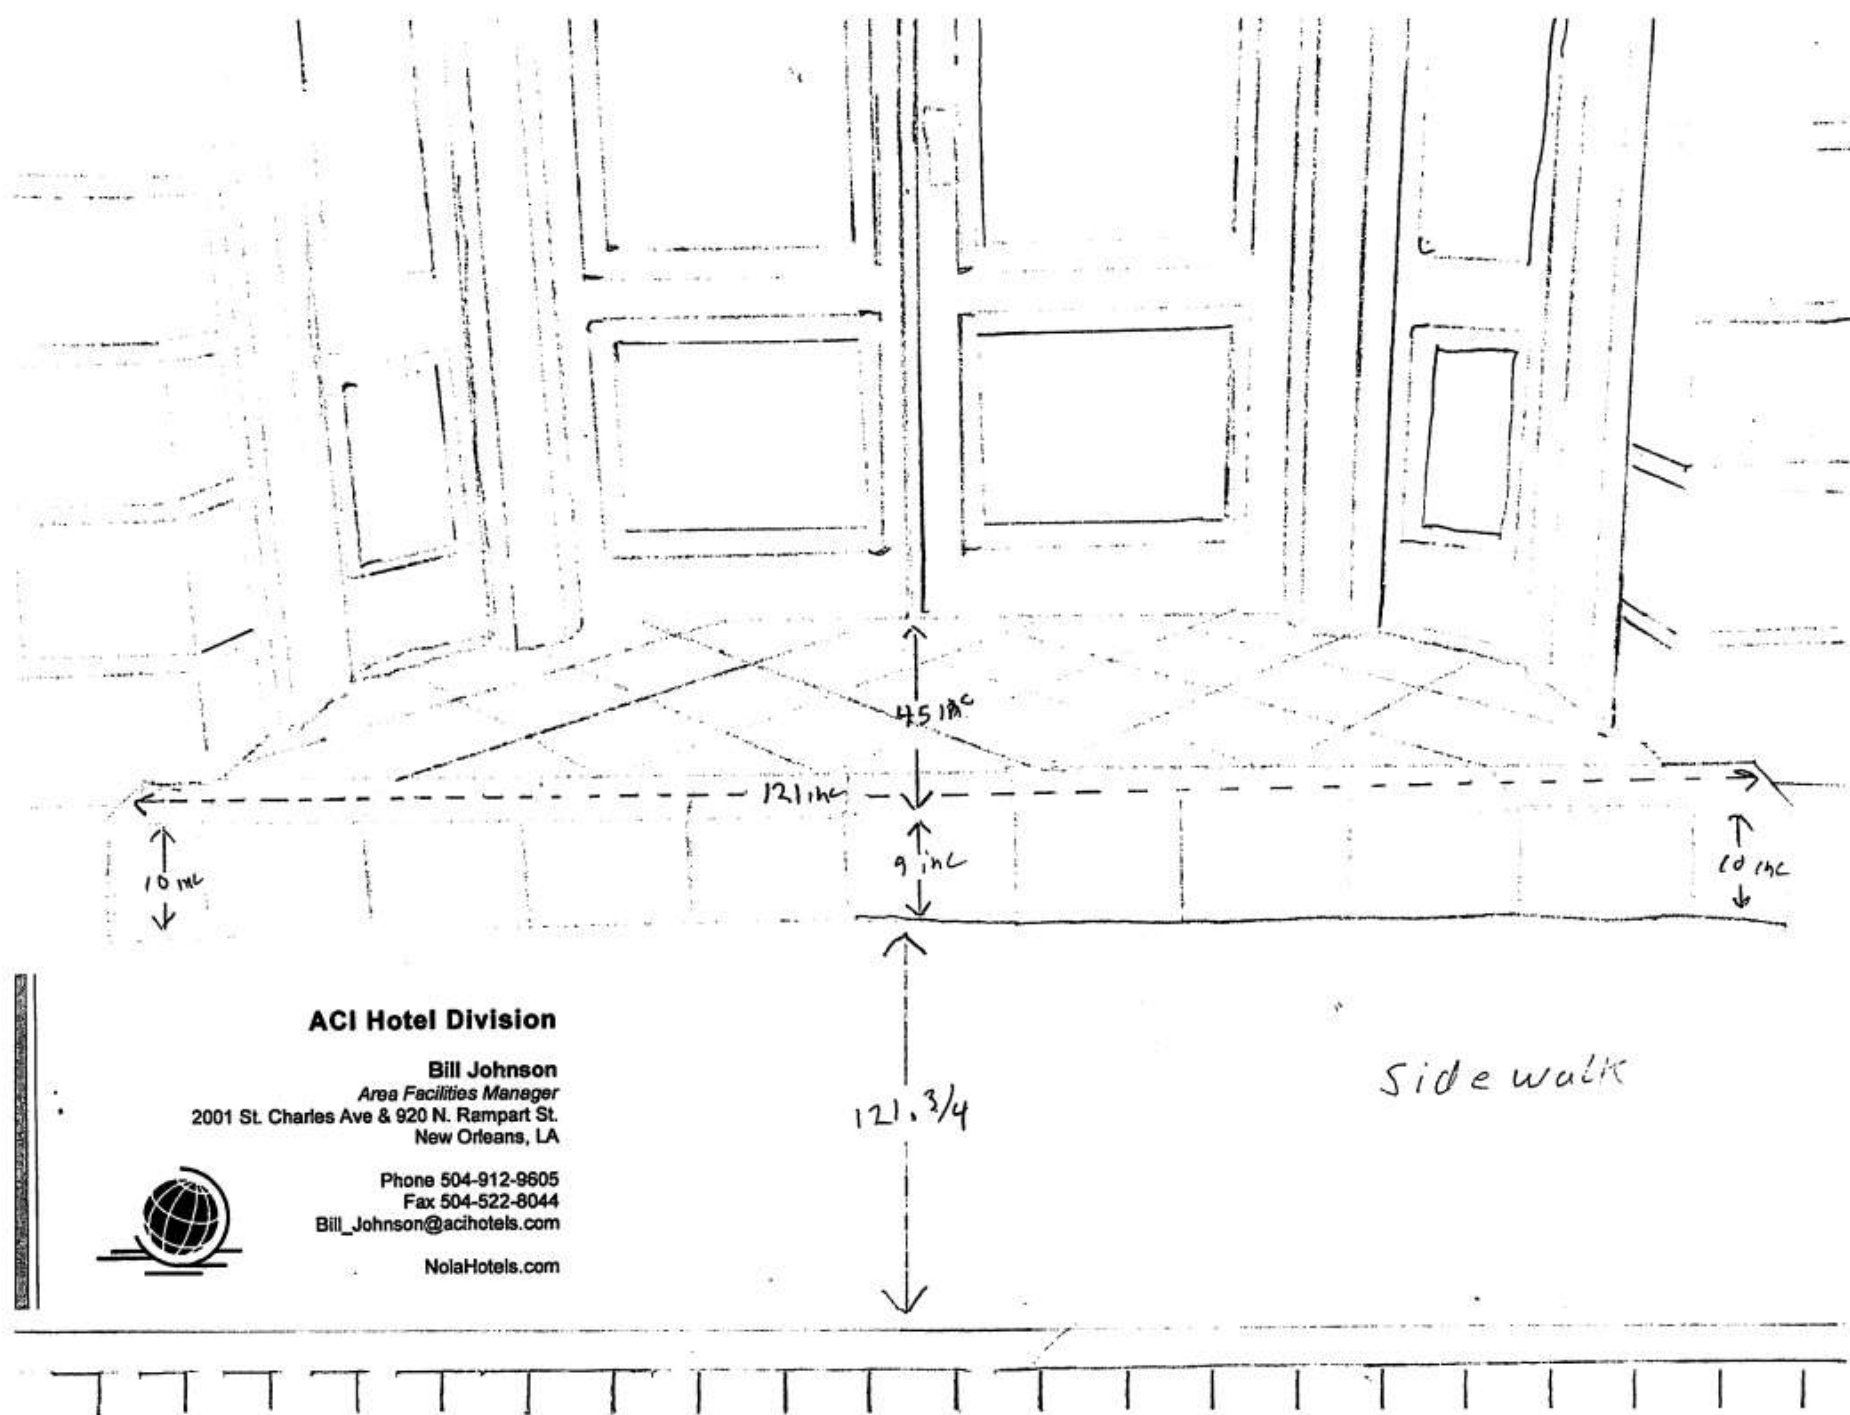 45 inc
121 inc
10 inc
9 inc
10 inc
ACI Hotel Division
Bill Johnson
Area Facilities Manager
2001 St. Charles Ave & 920 N. Rampart St.
New Orleans, LA
Phone 504-912-9605
Fax 504-522-8044
Bill_Johnson@acihotels.com
NolaHotels.com
121.3/4
Sidewalk